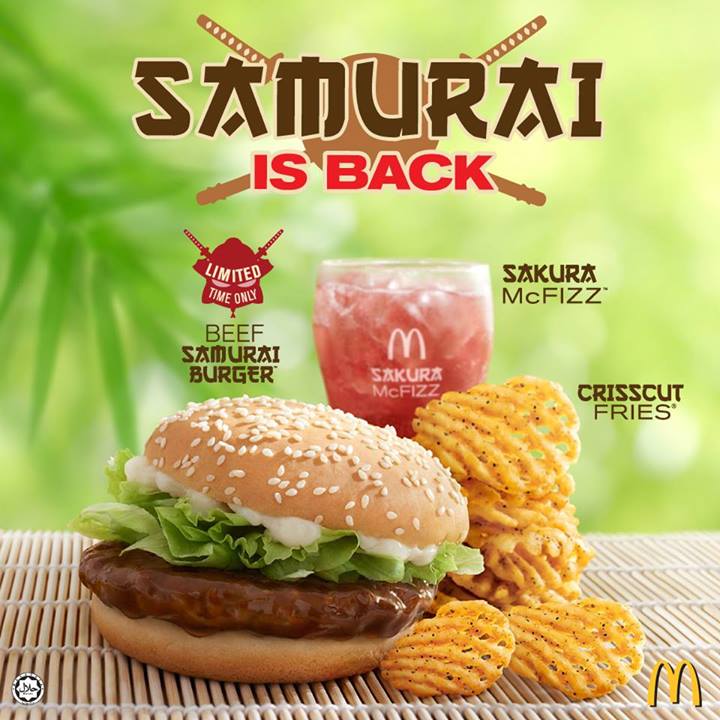 SAMURAI
IS BACK
LIMITED
TIME ONLY
BEEF
SAMURAI
BURGER™
SAKURA
McFIZZ™
M
SAKURA
McFIZZ
CRISSCUT
FRIES®
M